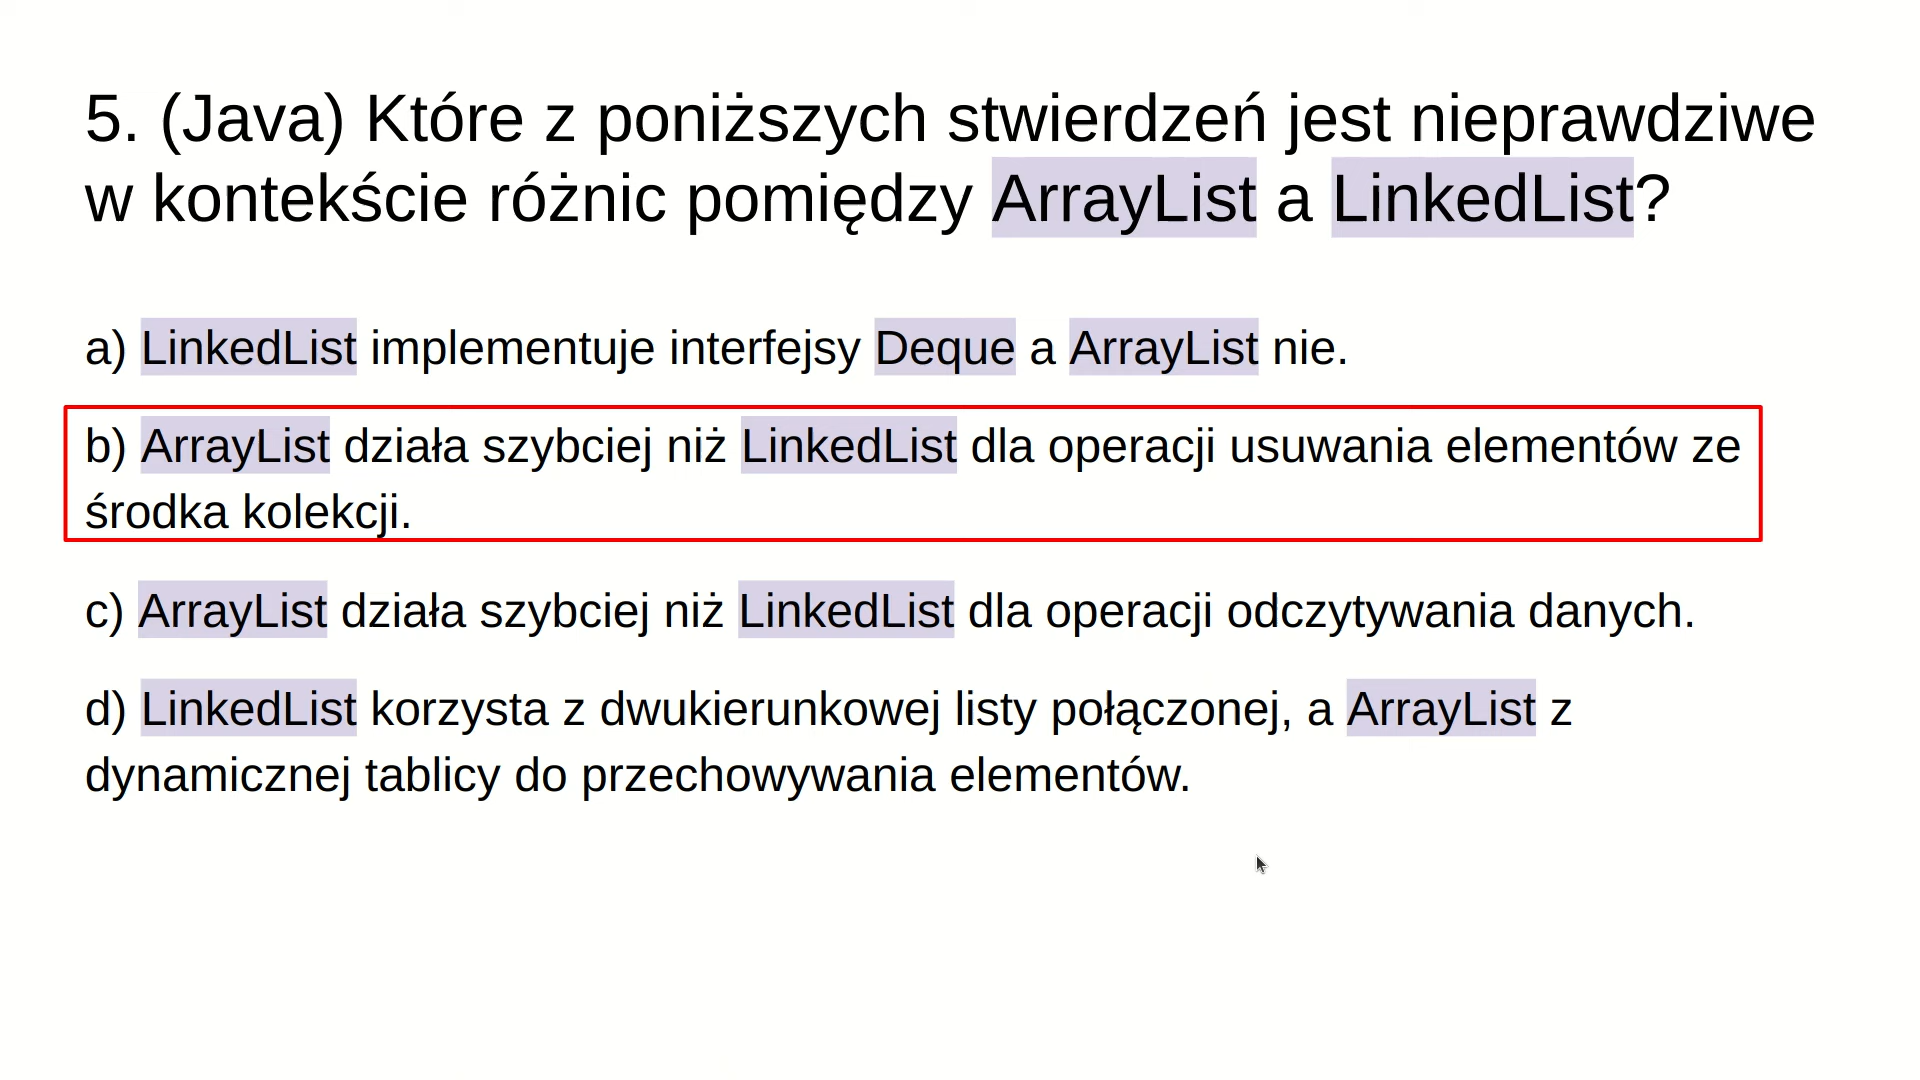 5. (Java) Które z poniższych stwierdzeń jest nieprawdziwe
w kontekście różnic pomiędzy ArrayList a LinkedList?
a) LinkedList implementuje interfejsy Deque a ArrayList nie.
b) ArrayList działa szybciej niż LinkedList dla operacji usuwania elementów ze
środka kolekcji.
c) ArrayList działa szybciej niż LinkedList dla operacji odczytywania danych.
d) LinkedList korzysta z dwukierunkowej listy połączonej, a ArrayList z
dynamicznej tablicy do przechowywania elementów.